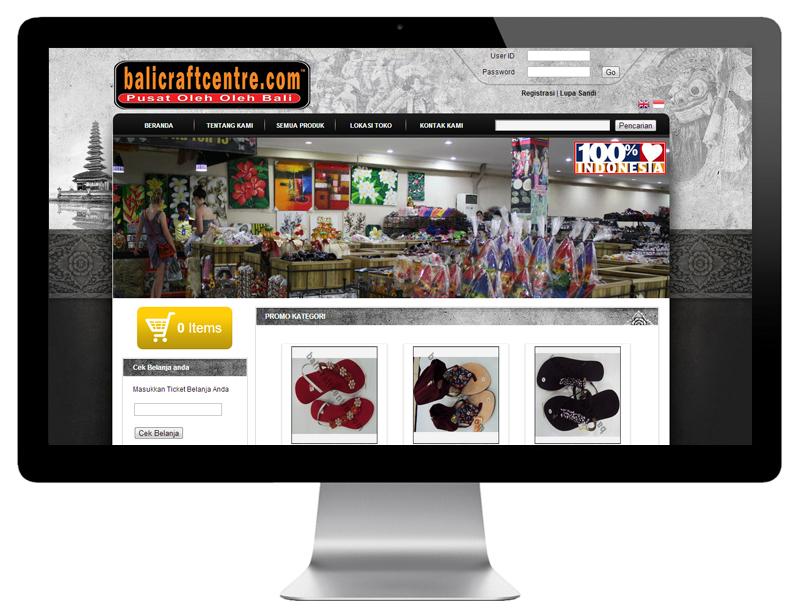 User ID
Password Go
Registrasi | Lupa Sandi
balicraftcentre.com
Pusat Oleh Oleh Bali
BERANDA TENTANG KAMI SEMUA PRODUK LOKASI TOKO KONTAK KAMI Pencarian
100%
INDONESIA
0 Items
PROMO KATEGORI
Cek Belanja anda
Masukkan Ticket Belanja Anda
Cek Belanja